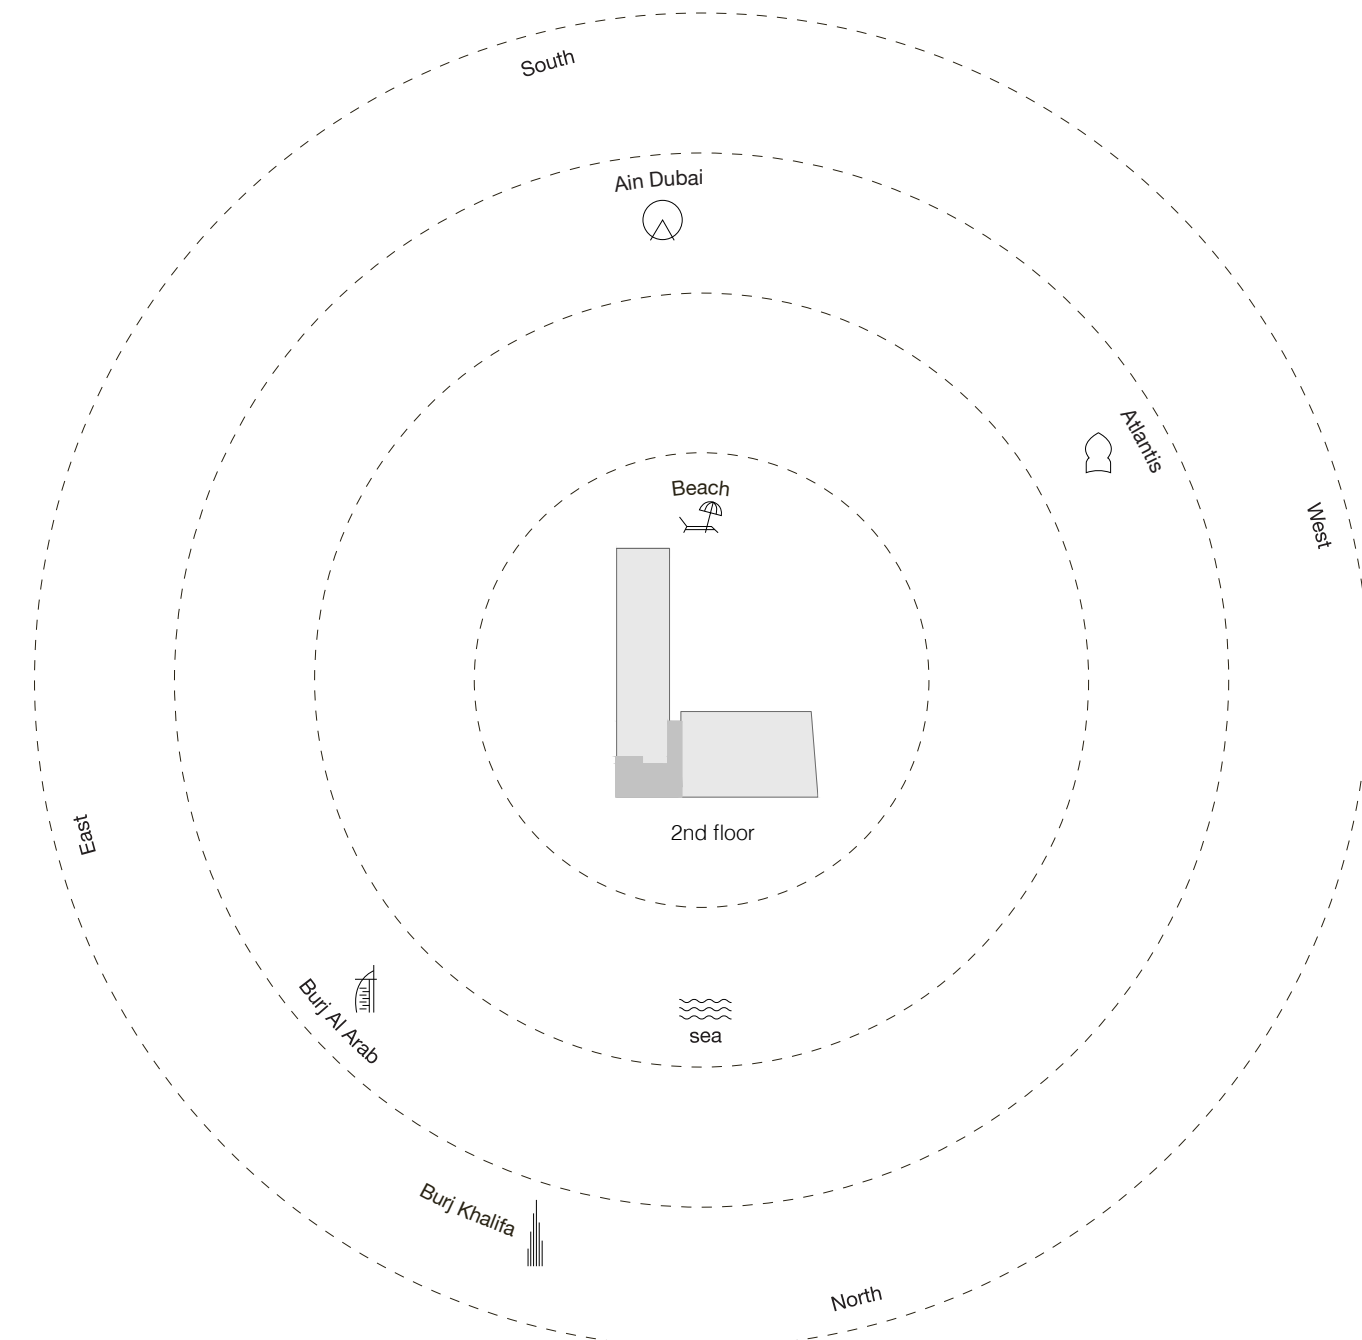 South
Ain Dubai
Atlantis
Beach
West
2nd floor
East
Burj Al Arab
sea
Burj Khalifa
North